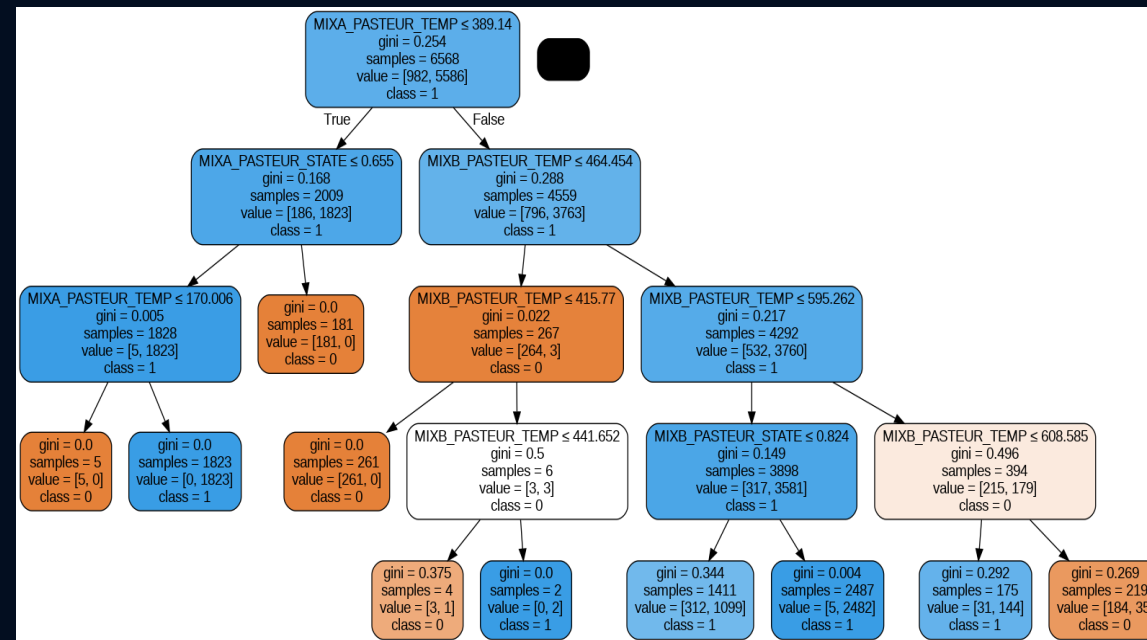 MIXA_PASTEUR_TEMP ≤ 389.14
gini = 0.254
samples = 6568
value = [982, 5586]
class = 1
True
False
MIXA_PASTEUR_STATE ≤ 0.655
gini = 0.168
samples = 2009
value = [186, 1823]
class = 1
MIXB_PASTEUR_TEMP ≤ 464.454
gini = 0.288
samples = 4559
value = [796, 3763]
class = 1
MIXA_PASTEUR_TEMP ≤ 170.006
gini = 0.005
samples = 1828
value = [5, 1823]
class = 1
gini = 0.0
samples = 181
value = [181, 0]
class = 0
MIXB_PASTEUR_TEMP ≤ 415.77
gini = 0.022
samples = 267
value = [264, 3]
class = 0
MIXB_PASTEUR_TEMP ≤ 595.262
gini = 0.217
samples = 4292
value = [532, 3760]
class = 1
gini = 0.0
samples = 5
value = [5, 0]
class = 0
gini = 0.0
samples = 1823
value = [0, 1823]
class = 1
gini = 0.0
samples = 261
value = [261, 0]
class = 0
MIXB_PASTEUR_TEMP ≤ 441.652
gini = 0.5
samples = 6
value = [3, 3]
class = 0
MIXB_PASTEUR_STATE ≤ 0.824
gini = 0.149
samples = 3898
value = [317, 3581]
class = 1
MIXB_PASTEUR_TEMP ≤ 608.585
gini = 0.496
samples = 394
value = [215, 179]
class = 0
gini = 0.375
samples = 4
value = [3, 1]
class = 0
gini = 0.0
samples = 2
value = [0, 2]
class = 1
gini = 0.344
samples = 1411
value = [312, 1099]
class = 1
gini = 0.004
samples = 2487
value = [5, 2482]
class = 1
gini = 0.292
samples = 175
value = [31, 144]
class = 1
gini = 0.269
samples = 219
value = [184, 35
class = 0